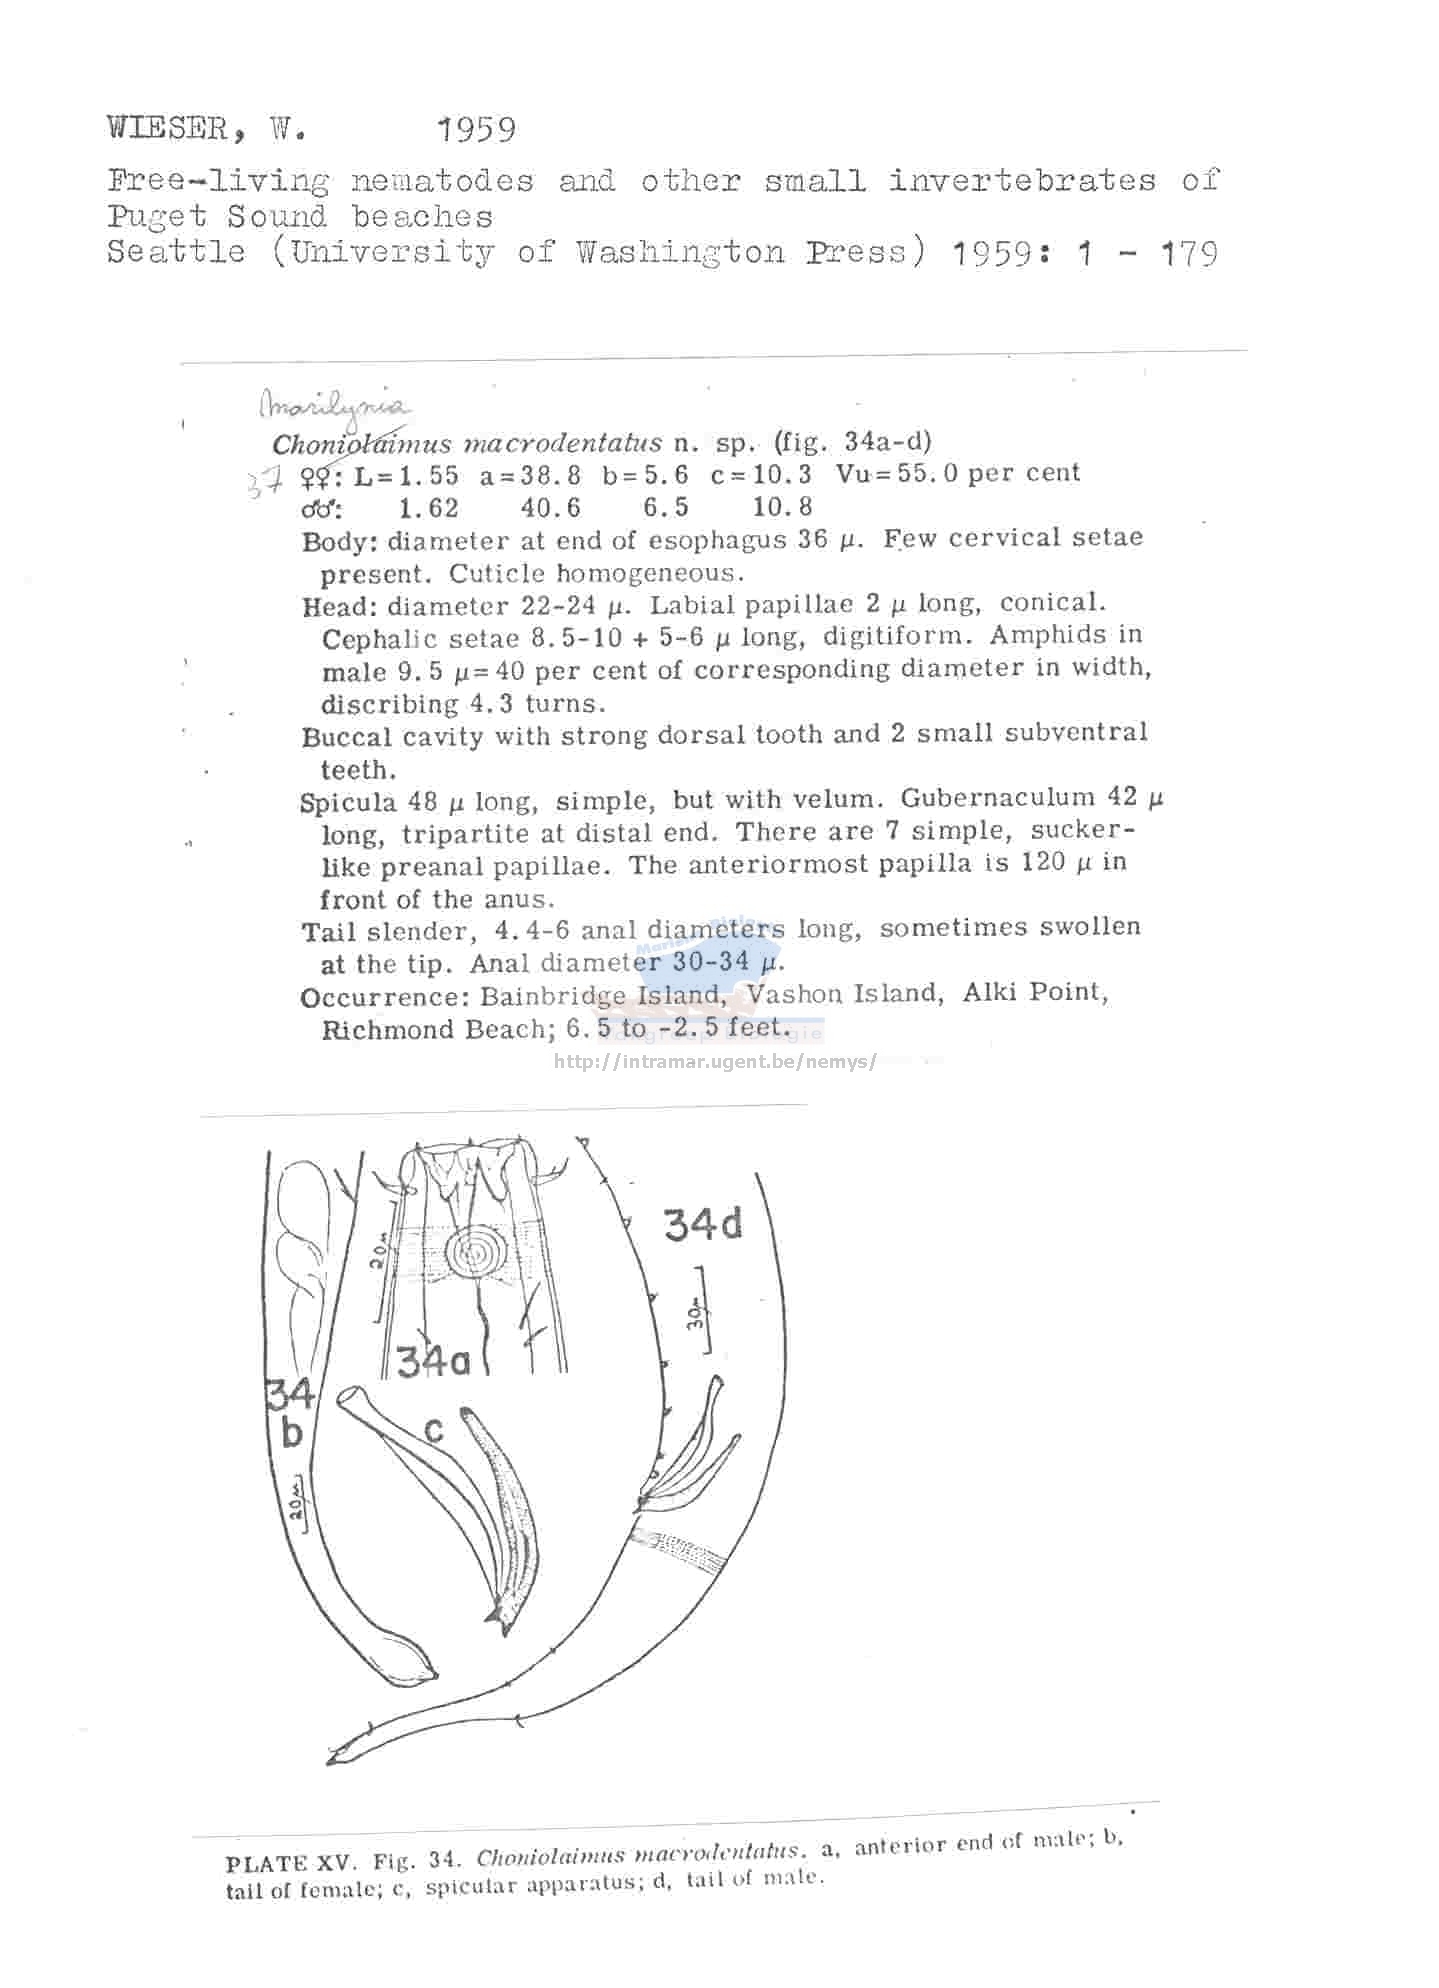 WIESER, W. 1959
Free-living nematodes and other small invertebrates of
Puget Sound beaches
Seattle (University of Washington Press) 1959: 1 - 179
Marilynia
Choniolaimus macrodentatus n. sp. (fig. 34a-d)
37 ♀♀: L=1.55 a=38.8 b=5.6 c=10.3 Vu=55.0 per cent
♂♂: 1.62 40.6 6.5 10.8
Body: diameter at end of esophagus 36 µ. Few cervical setae
present. Cuticle homogeneous.
Head: diameter 22-24 µ. Labial papillae 2 µ long, conical.
Cephalic setae 8.5-10 + 5-6 µ long, digitiform. Amphids in
male 9.5 µ=40 per cent of corresponding diameter in width,
discribing 4.3 turns.
Buccal cavity with strong dorsal tooth and 2 small subventral
teeth.
Spicula 48 µ long, simple, but with velum. Gubernaculum 42 µ
long, tripartite at distal end. There are 7 simple, sucker-
like preanal papillae. The anteriormost papilla is 120 µ in
front of the anus.
Tail slender, 4.4-6 anal diameters long, sometimes swollen
at the tip. Anal diameter 30-34 µ.
Occurrence: Bainbridge Island, Vashon Island, Alki Point,
Richmond Beach; 6.5 to -2.5 feet.
http://intramar.ugent.be/nemys/
34d
20µ
30µ
34a
34
b
c
20µ
PLATE XV. Fig. 34. Choniolaimus macrodentatus. a, anterior end of male; b,
tail of female; c, spicular apparatus; d, tail of male.